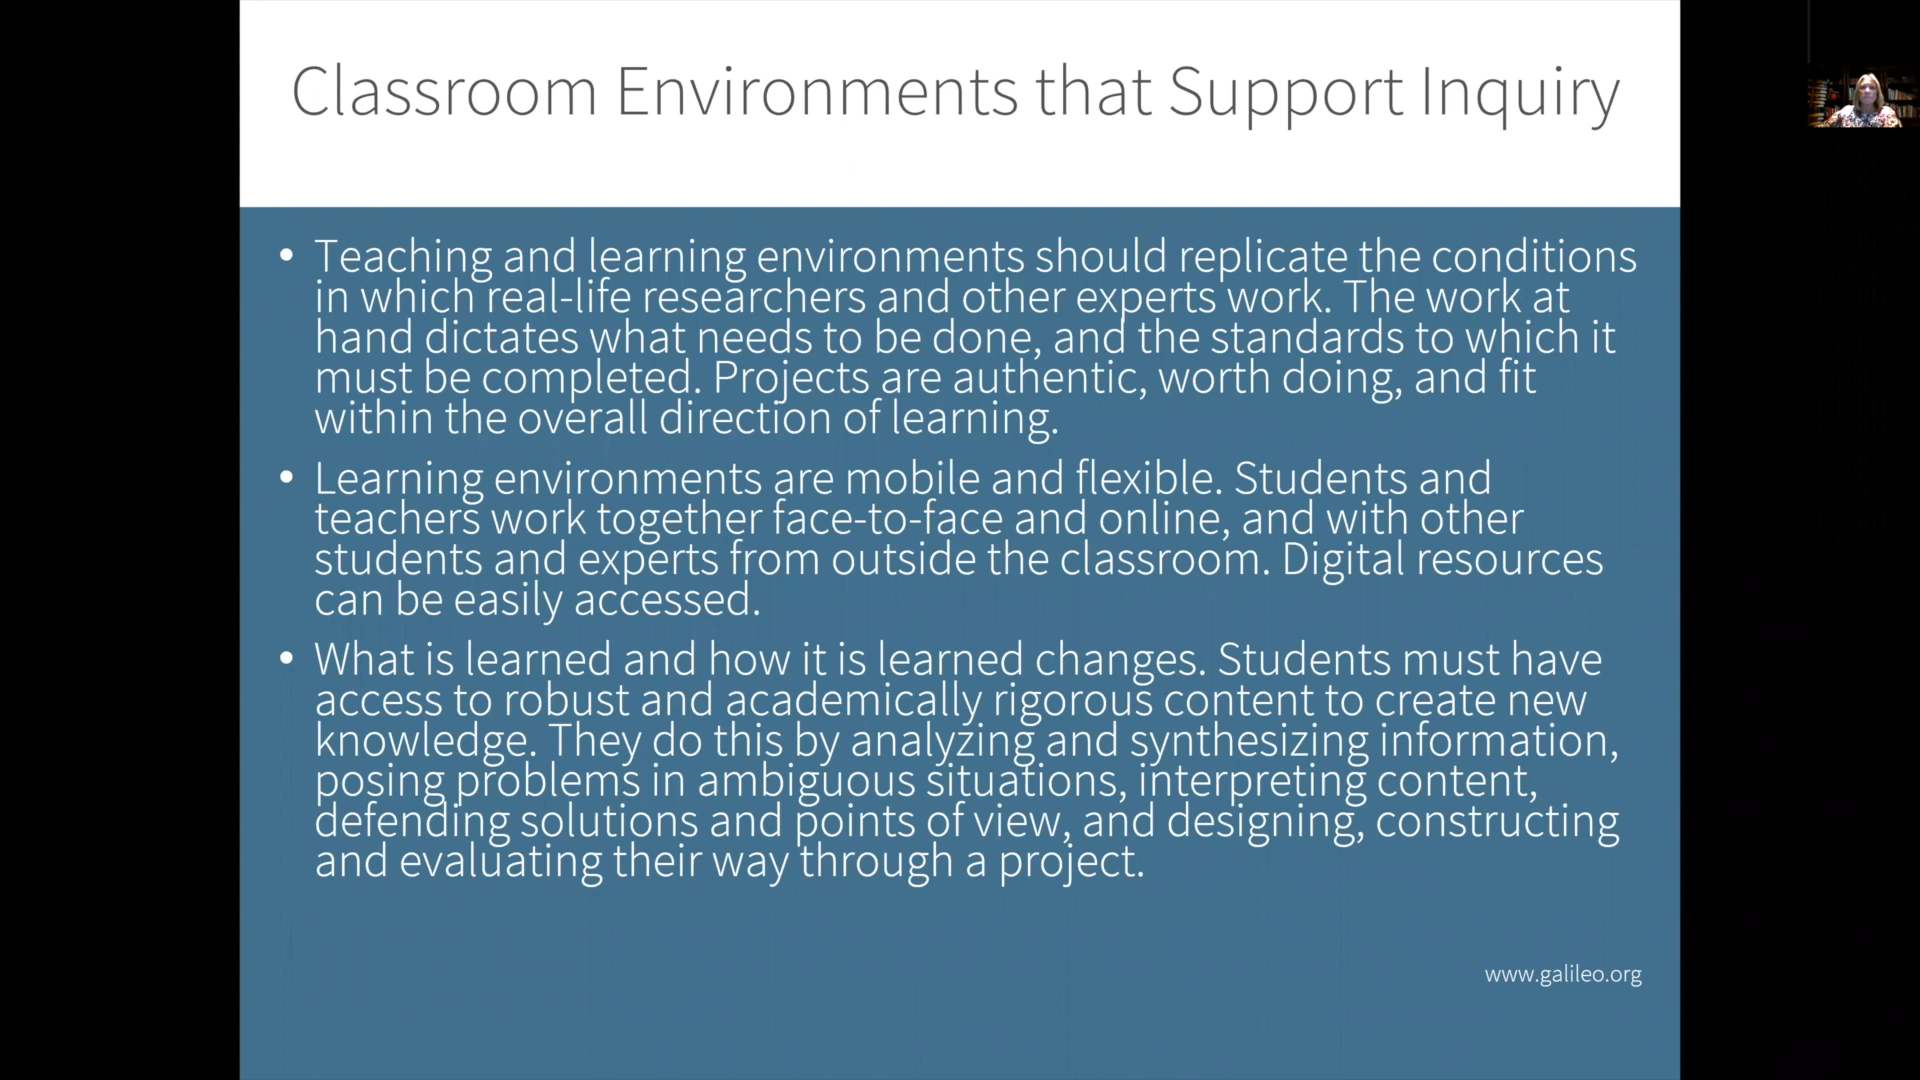 Classroom Environments that Support Inquiry
• Teaching and learning environments should replicate the conditions
in which real-life researchers and other experts work. The work at
hand dictates what needs to be done, and the standards to which it
must be completed. Projects are authentic, worth doing, and fit
within the overall direction of learning.
• Learning environments are mobile and flexible. Students and
teachers work together face-to-face and online, and with other
students and experts from outside the classroom. Digital resources
can be easily accessed.
• What is learned and how it is learned changes. Students must have
access to robust and academically rigorous content to create new
knowledge. They do this by analyzing and synthesizing information,
posing problems in ambiguous situations, interpreting content,
defending solutions and points of view, and designing, constructing
and evaluating their way through a project.
www.galileo.org